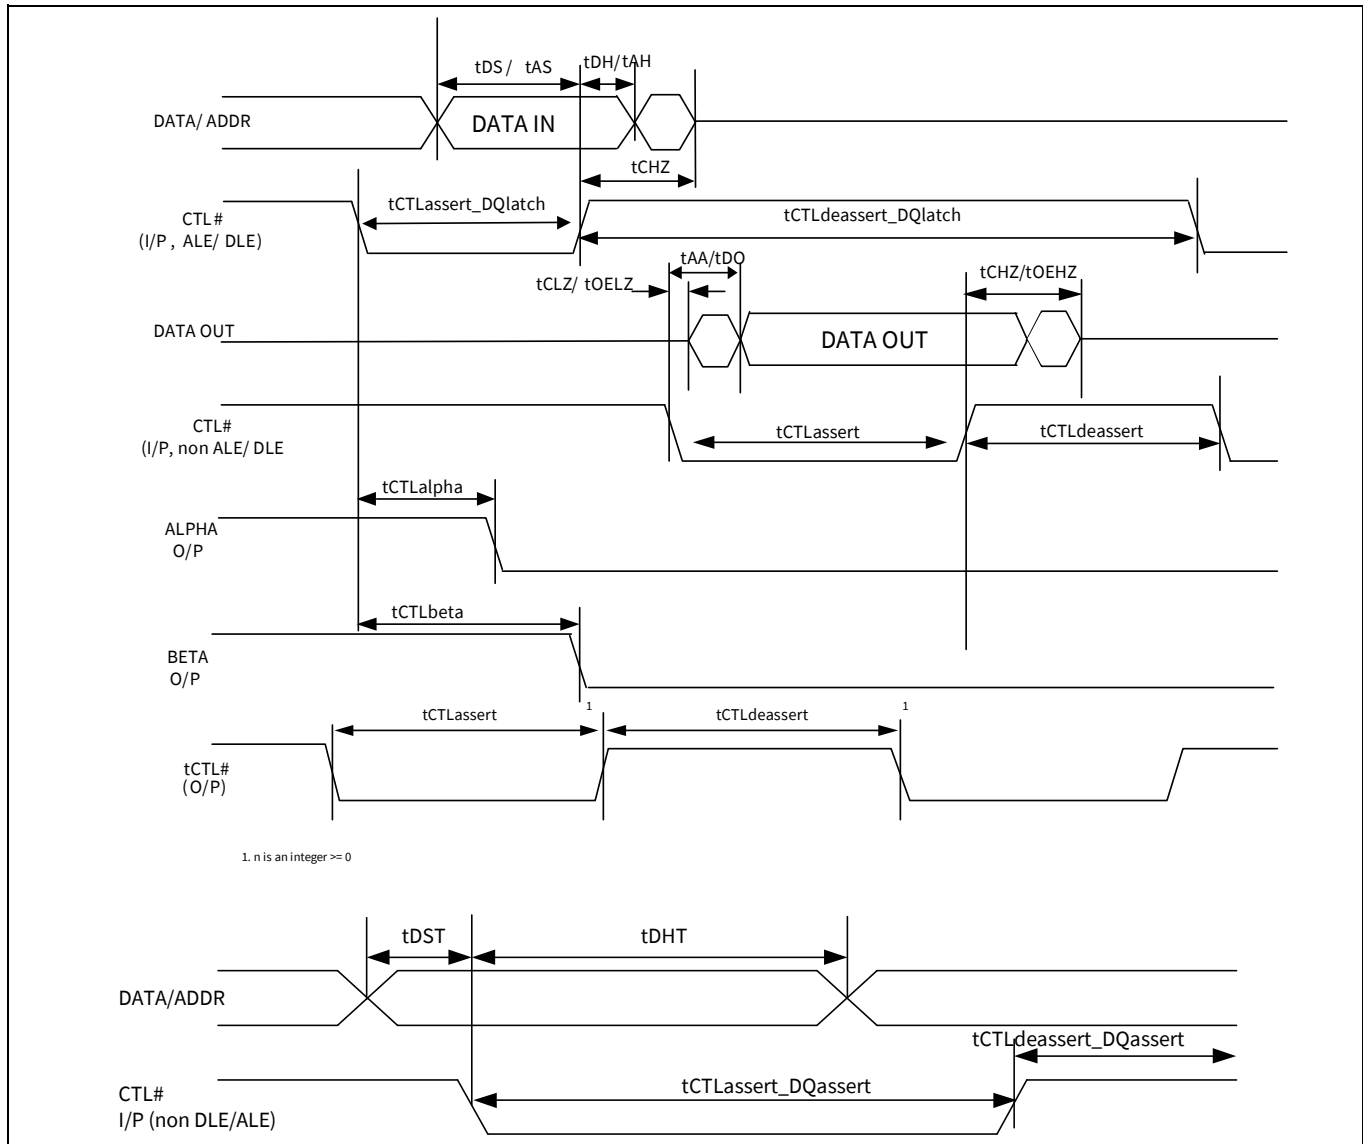 tDS / tAS
tDH/tAH
DATA/ ADDR
DATA IN
tCHZ
tCTLassert_DQlatch
tCTLdeassert_DQlatch
CTL#
(I/P , ALE/ DLE)
tAA/tDO
tCLZ/ tOELZ
tCHZ/tOEHZ
DATA OUT
DATA OUT
CTL#
(I/P, non ALE/ DLE
tCTLassert
tCTLdeassert
tCTLalpha
ALPHA
O/P
tCTLbeta
BETA
O/P
tCTLassert
1
tCTLdeassert
1
tCTL#
(O/P)
1. n is an integer >= 0
tDST
tDHT
DATA/ADDR
tCTLdeassert_DQassert
tCTLassert_DQassert
CTL#
I/P (non DLE/ALE)